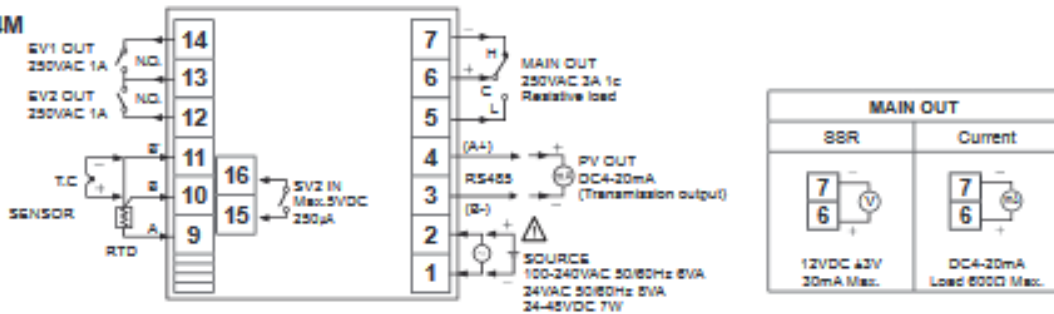 4M
EV1 OUT
250VAC 1A
N.O.
EV2 OUT
250VAC 1A
N.O.
14
13
12
11
10
9
16
15
B'
B
A
T.C
−
+
SENSOR
RTD
SV2 IN
Max.5VDC
250µA
7
6
5
4
3
2
1
−
+
H
C
L
MAIN OUT
250VAC 3A 1c
Resistive load
(A+)
RS485
(B-)
+
−
mA
PV OUT
DC4-20mA
(Transmission output)
+
−
SOURCE
100-240VAC 50/60Hz 6VA
24VAC 50/60Hz 8VA
24-48VDC 7W
MAIN OUT
SSR
Current
7
6
−
V
+
7
6
−
mA
+
12VDC ±3V
30mA Max.
DC4-20mA
Load 600Ω Max.